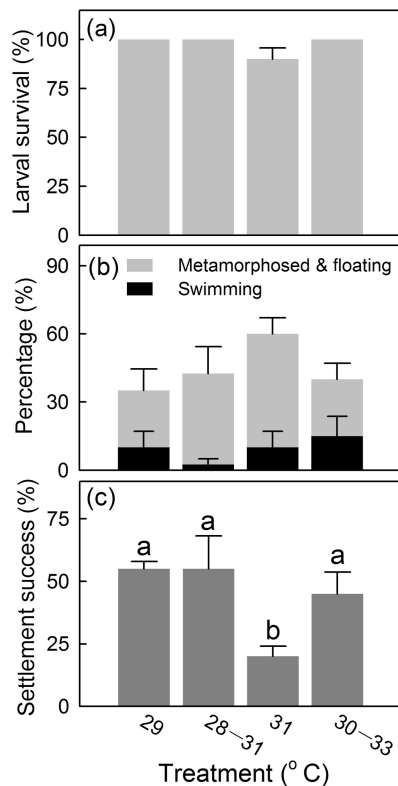 (a)
Larval survival (%)
100
75
50
25
0
(b)
Metamorphosed & floating
Swimming
Percentage (%)
90
60
30
0
(c)
Settlement success (%)
75
50
25
0
a
a
b
a
29
28—31
31
30—33
Treatment (° C)